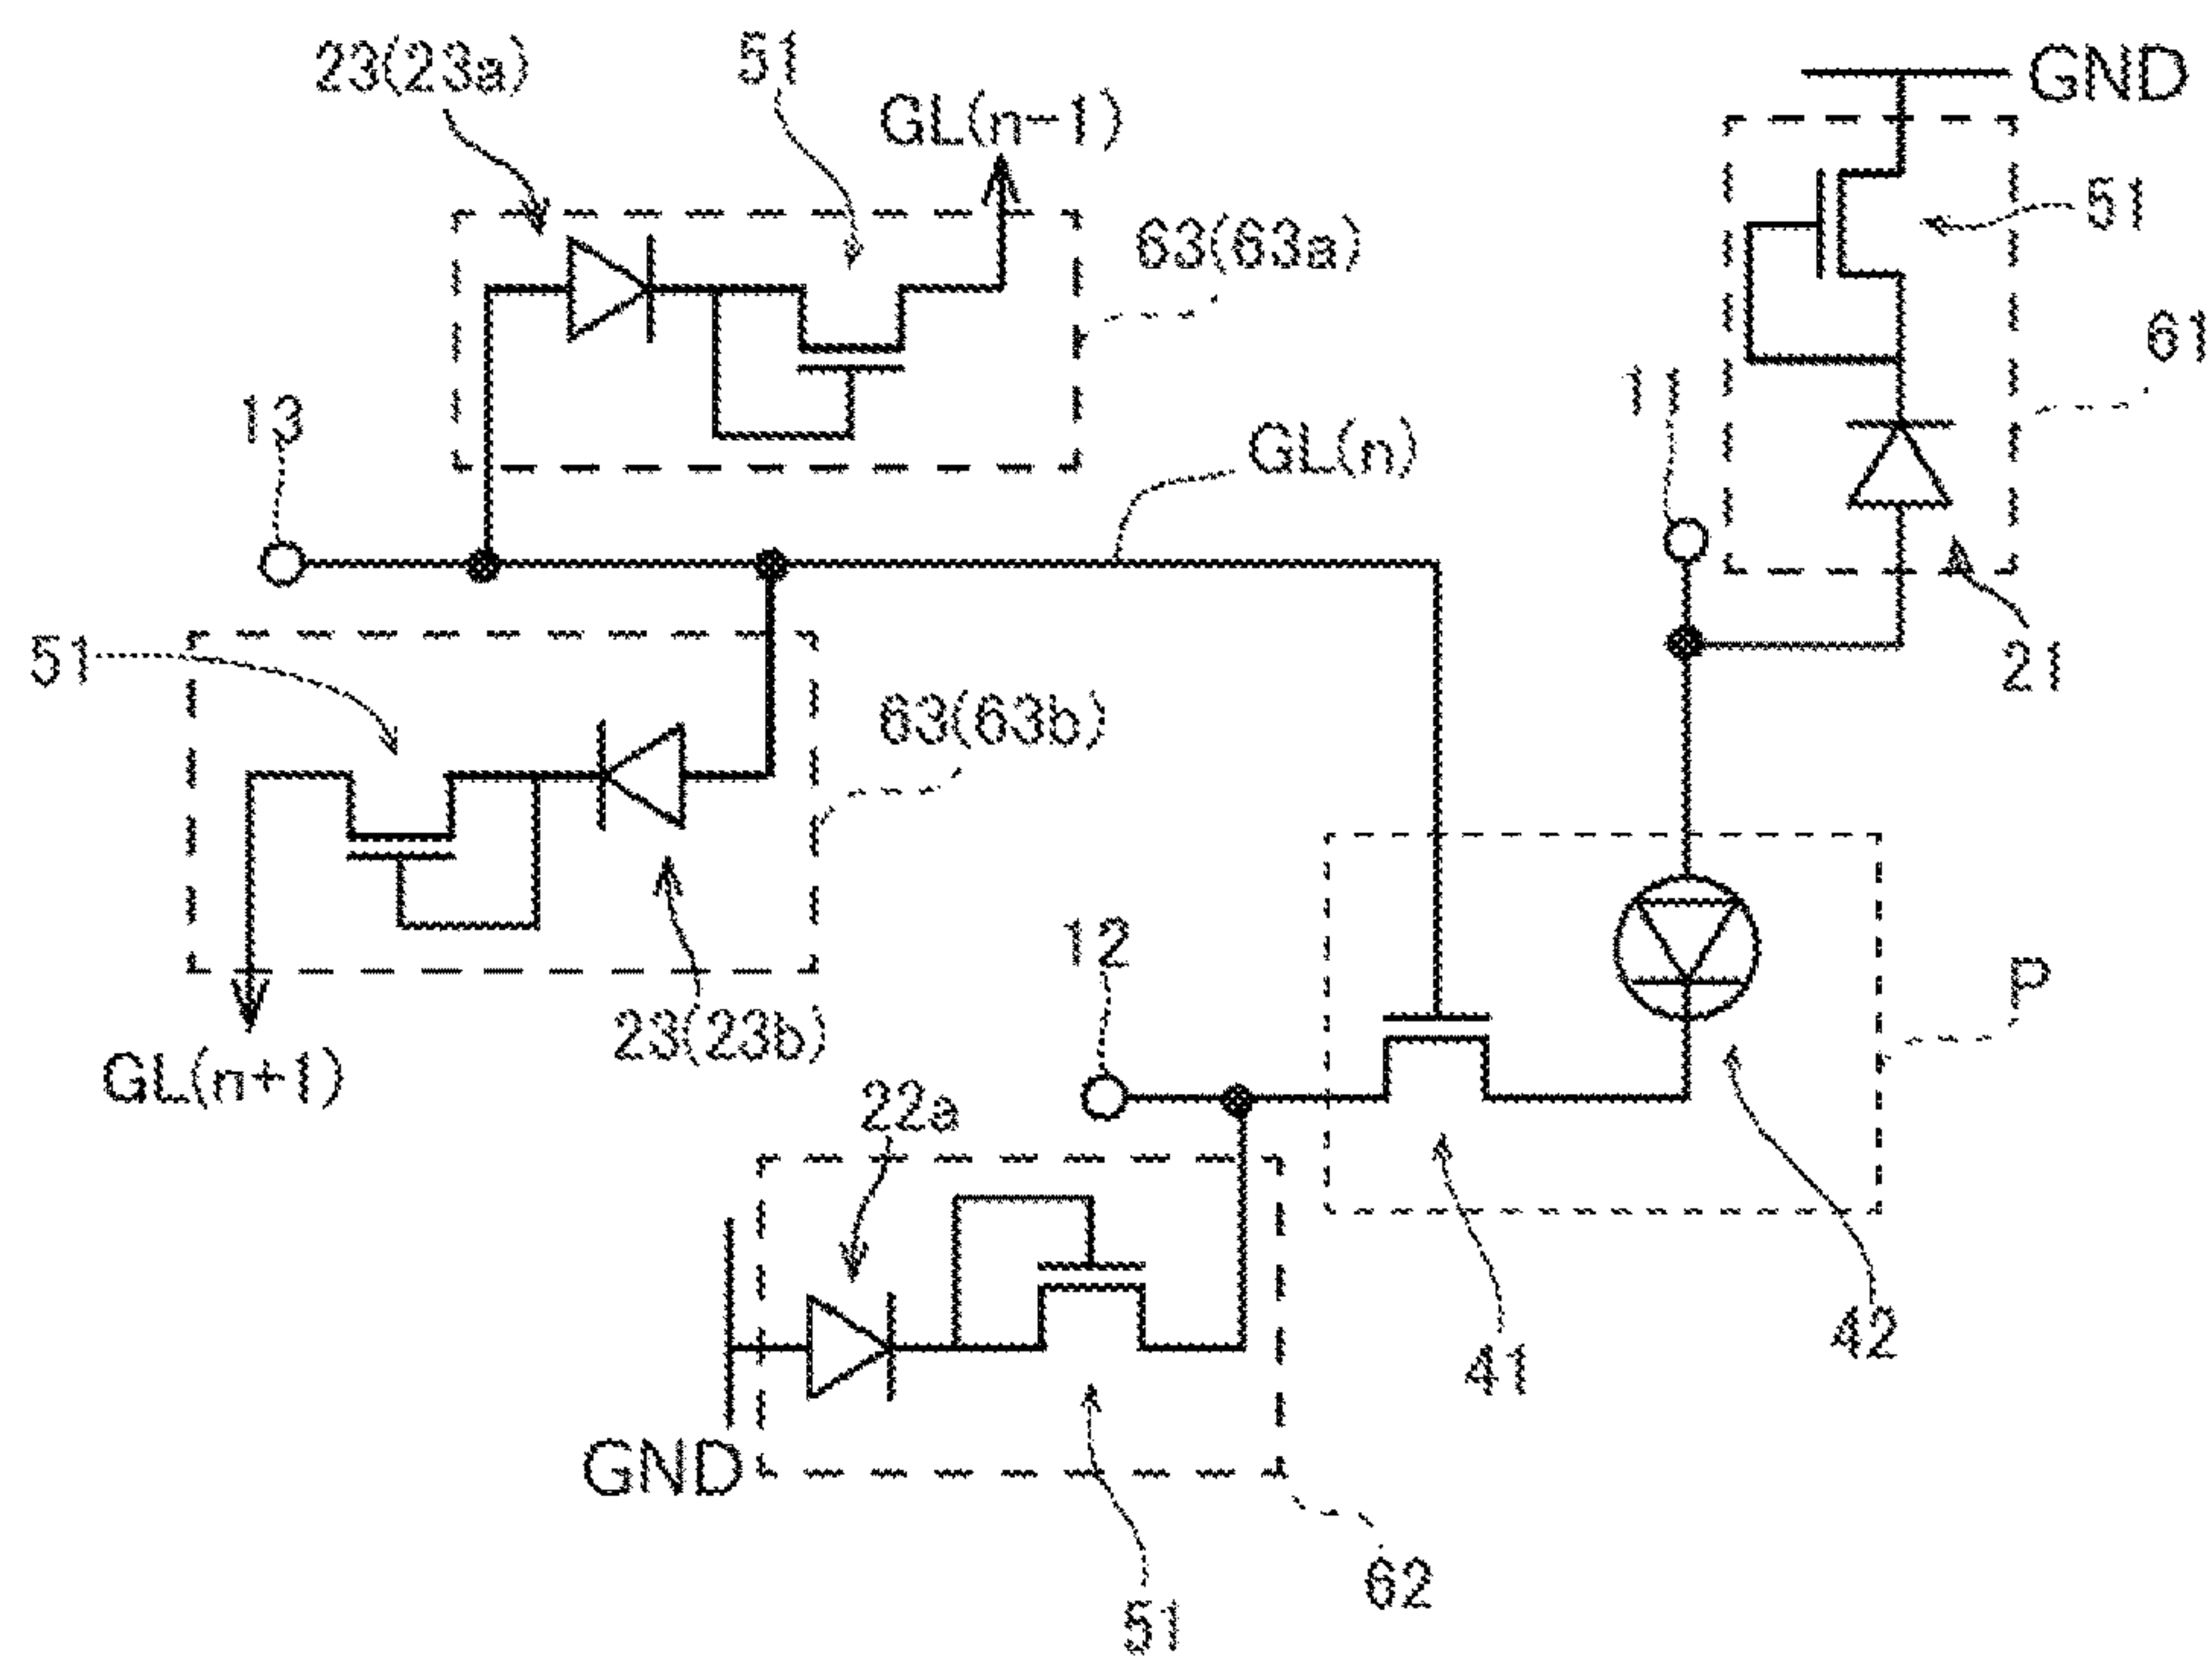 23(23a)
51
GL(n-1)
GND
63(63a)
51
61
13
GL(n)
11
51
63(63b)
21
12
P
23(23b)
GL(n+1)
22a
41
42
GND
62
51